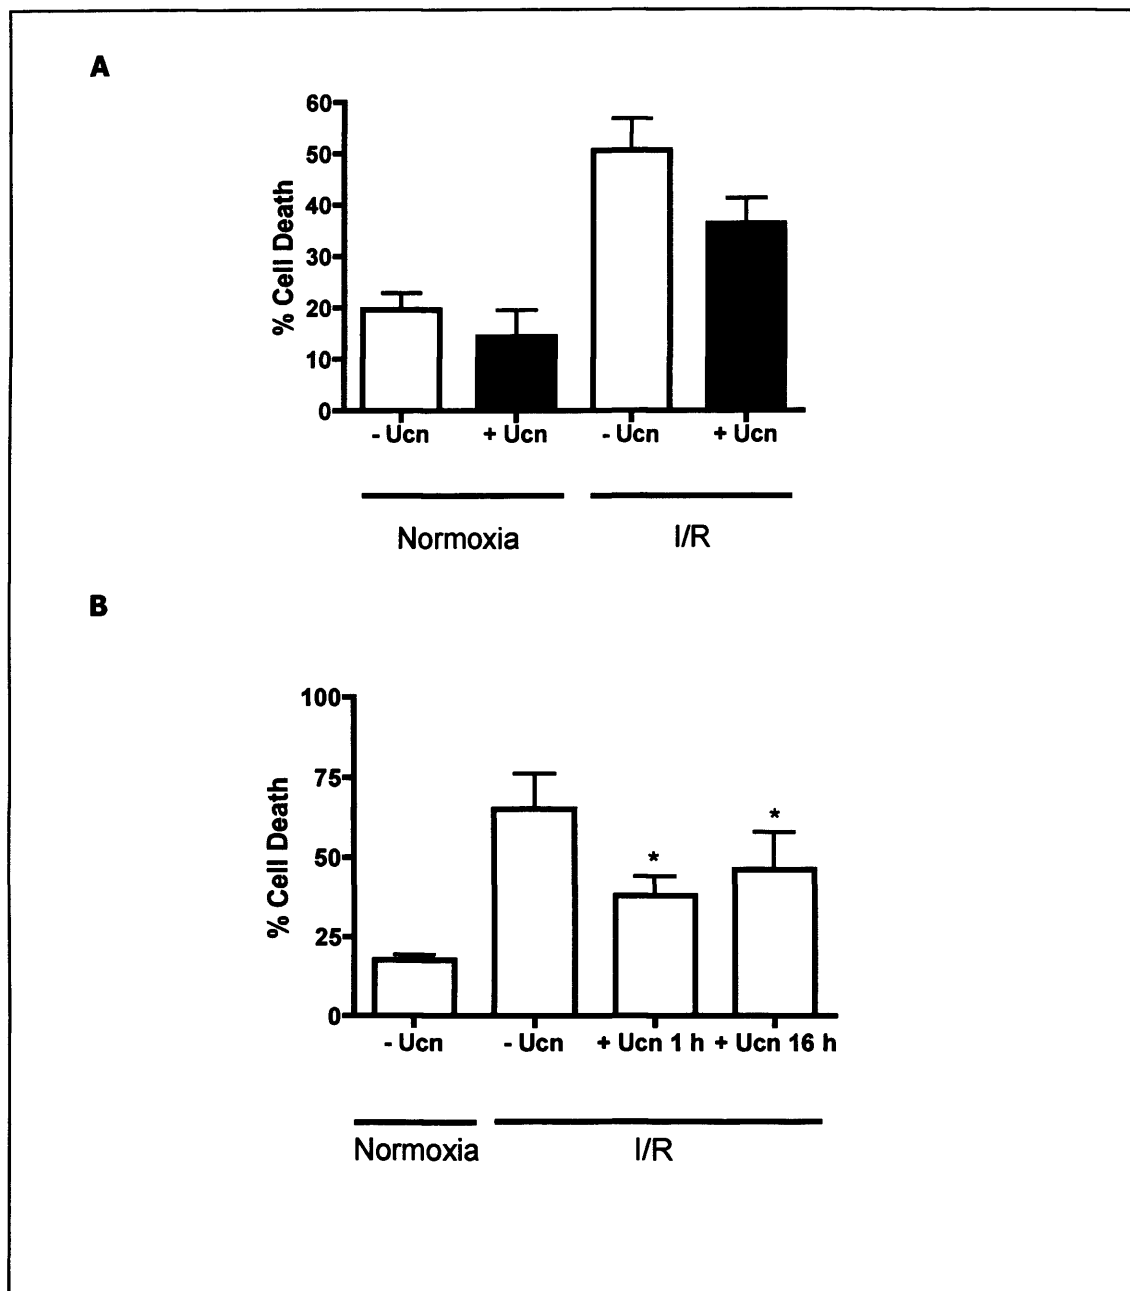 A
60
50
40
30
20
10
0
% Cell Death
- Ucn + Ucn - Ucn + Ucn
Normoxia I/R
B
100
75
50
25
0
% Cell Death
*
*
- Ucn - Ucn + Ucn 1 h + Ucn 16 h
Normoxia I/R